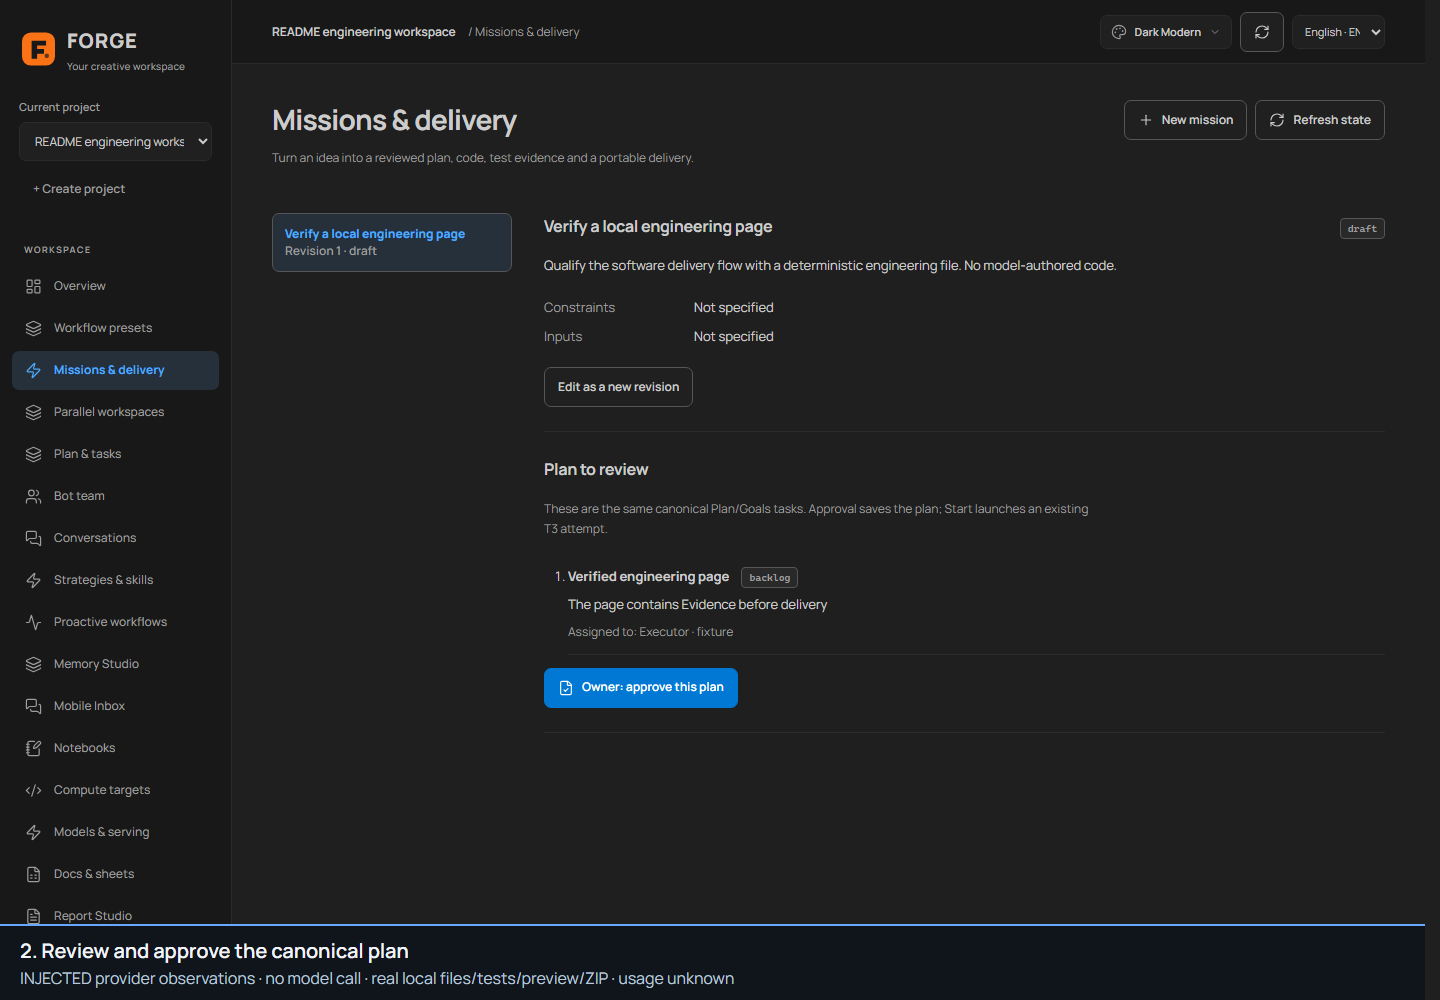 FORGE
Your creative workspace
Current project
README engineering works
+ Create project
WORKSPACE
Overview
Workflow presets
Missions & delivery
Parallel workspaces
Plan & tasks
Bot team
Conversations
Strategies & skills
Proactive workflows
Memory Studio
Mobile Inbox
Notebooks
Compute targets
Models & serving
Docs & sheets
Report Studio
README engineering workspace / Missions & delivery
Dark Modern
English · EN
Missions & delivery
Turn an idea into a reviewed plan, code, test evidence and a portable delivery.
New mission
Refresh state
Verify a local engineering page
Revision 1 · draft
Verify a local engineering page
draft
Qualify the software delivery flow with a deterministic engineering file. No model-authored code.
Constraints Not specified
Inputs Not specified
Edit as a new revision
Plan to review
These are the same canonical Plan/Goals tasks. Approval saves the plan; Start launches an existing
T3 attempt.
1. Verified engineering page backlog
The page contains Evidence before delivery
Assigned to: Executor · fixture
Owner: approve this plan
2. Review and approve the canonical plan
INJECTED provider observations · no model call · real local files/tests/preview/ZIP · usage unknown